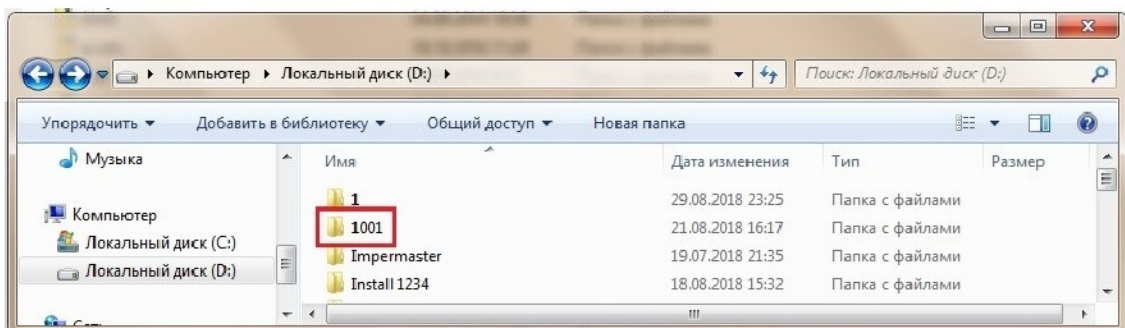 Компьютер Локальный диск (D:) Поиск: Локальный диск (D:)
Упорядочить Добавить в библиотеку Общий доступ Новая папка
Музыка
Компьютер
Локальный диск (C:)
Локальный диск (D:)
Имя Дата изменения Тип Размер
1 29.08.2018 23:25 Папка с файлами
1001 21.08.2018 16:17 Папка с файлами
Impermaster 19.07.2018 21:35 Папка с файлами
Install 1234 18.08.2018 15:32 Папка с файлами